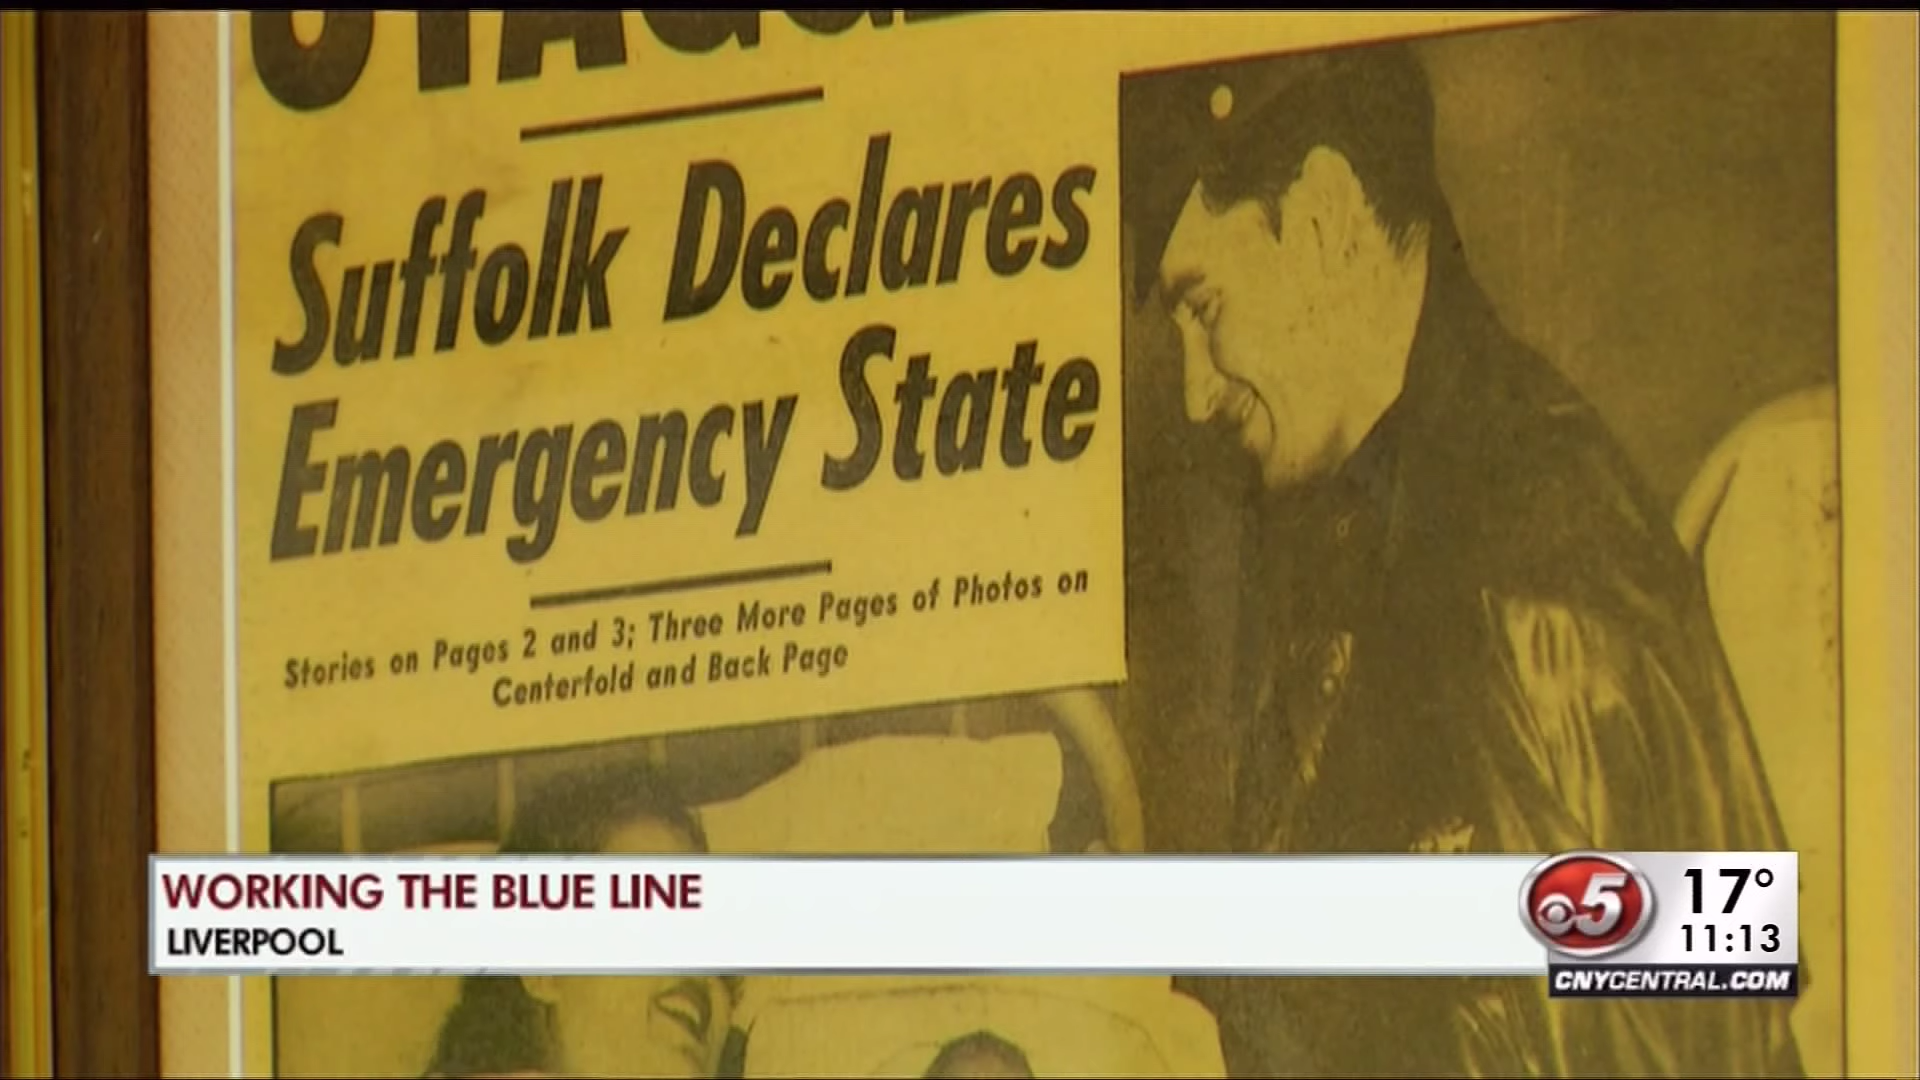 Suffolk Declares
Emergency State
Stories on Pages 2 and 3; Three More Pages of Photos on
Centerfold and Back Page
WORKING THE BLUE LINE
LIVERPOOL
5
17°
11:13
CNYCENTRAL.COM